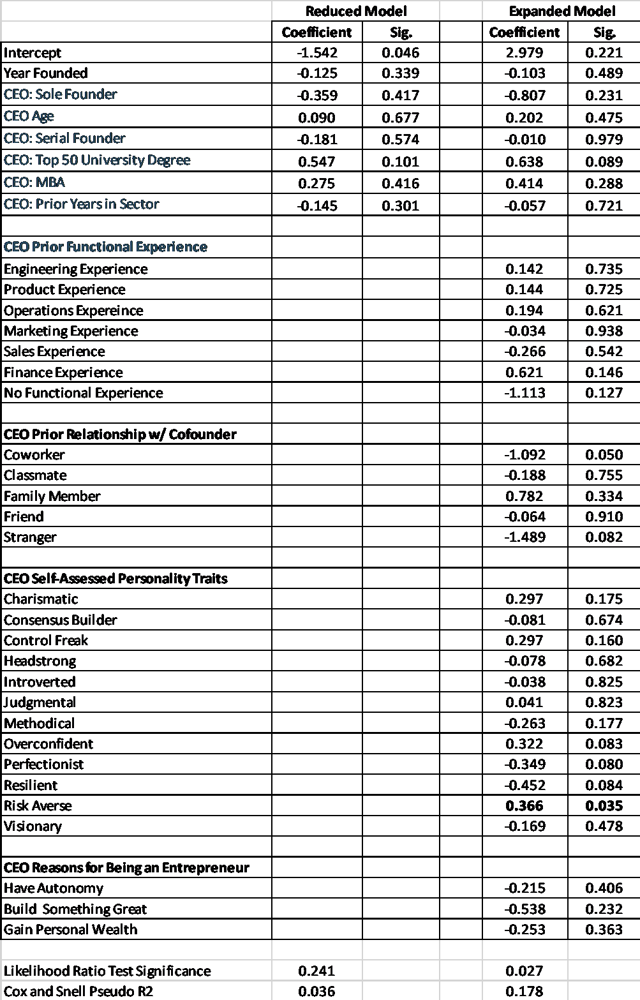 Reduced Model Expanded Model
Coefficient Sig. Coefficient Sig.
Intercept -1.542 0.046 2.979 0.221
Year Founded -0.125 0.339 -0.103 0.489
CEO: Sole Founder -0.359 0.417 -0.807 0.231
CEO Age 0.090 0.677 0.202 0.475
CEO: Serial Founder -0.181 0.574 -0.010 0.979
CEO: Top 50 University Degree 0.547 0.101 0.638 0.089
CEO: MBA 0.275 0.416 0.414 0.288
CEO: Prior Years in Sector -0.145 0.301 -0.057 0.721
CEO Prior Functional Experience
Engineering Experience 0.142 0.735
Product Experience 0.144 0.725
Operations Expereince 0.194 0.621
Marketing Experience -0.034 0.938
Sales Experience -0.266 0.542
Finance Experience 0.621 0.146
No Functional Experience -1.113 0.127
CEO Prior Relationship w/ Cofounder
Coworker -1.092 0.050
Classmate -0.188 0.755
Family Member 0.782 0.334
Friend -0.064 0.910
Stranger -1.489 0.082
CEO Self-Assessed Personality Traits
Charismatic 0.297 0.175
Consensus Builder -0.081 0.674
Control Freak 0.297 0.160
Headstrong -0.078 0.682
Introverted -0.038 0.825
Judgmental 0.041 0.823
Methodical -0.263 0.177
Overconfident 0.322 0.083
Perfectionist -0.349 0.080
Resilient -0.452 0.084
Risk Averse 0.366 0.035
Visionary -0.169 0.478
CEO Reasons for Being an Entrepreneur
Have Autonomy -0.215 0.406
Build Something Great -0.538 0.232
Gain Personal Wealth -0.253 0.363
Likelihood Ratio Test Significance 0.241 0.027
Cox and Snell Pseudo R2 0.036 0.178